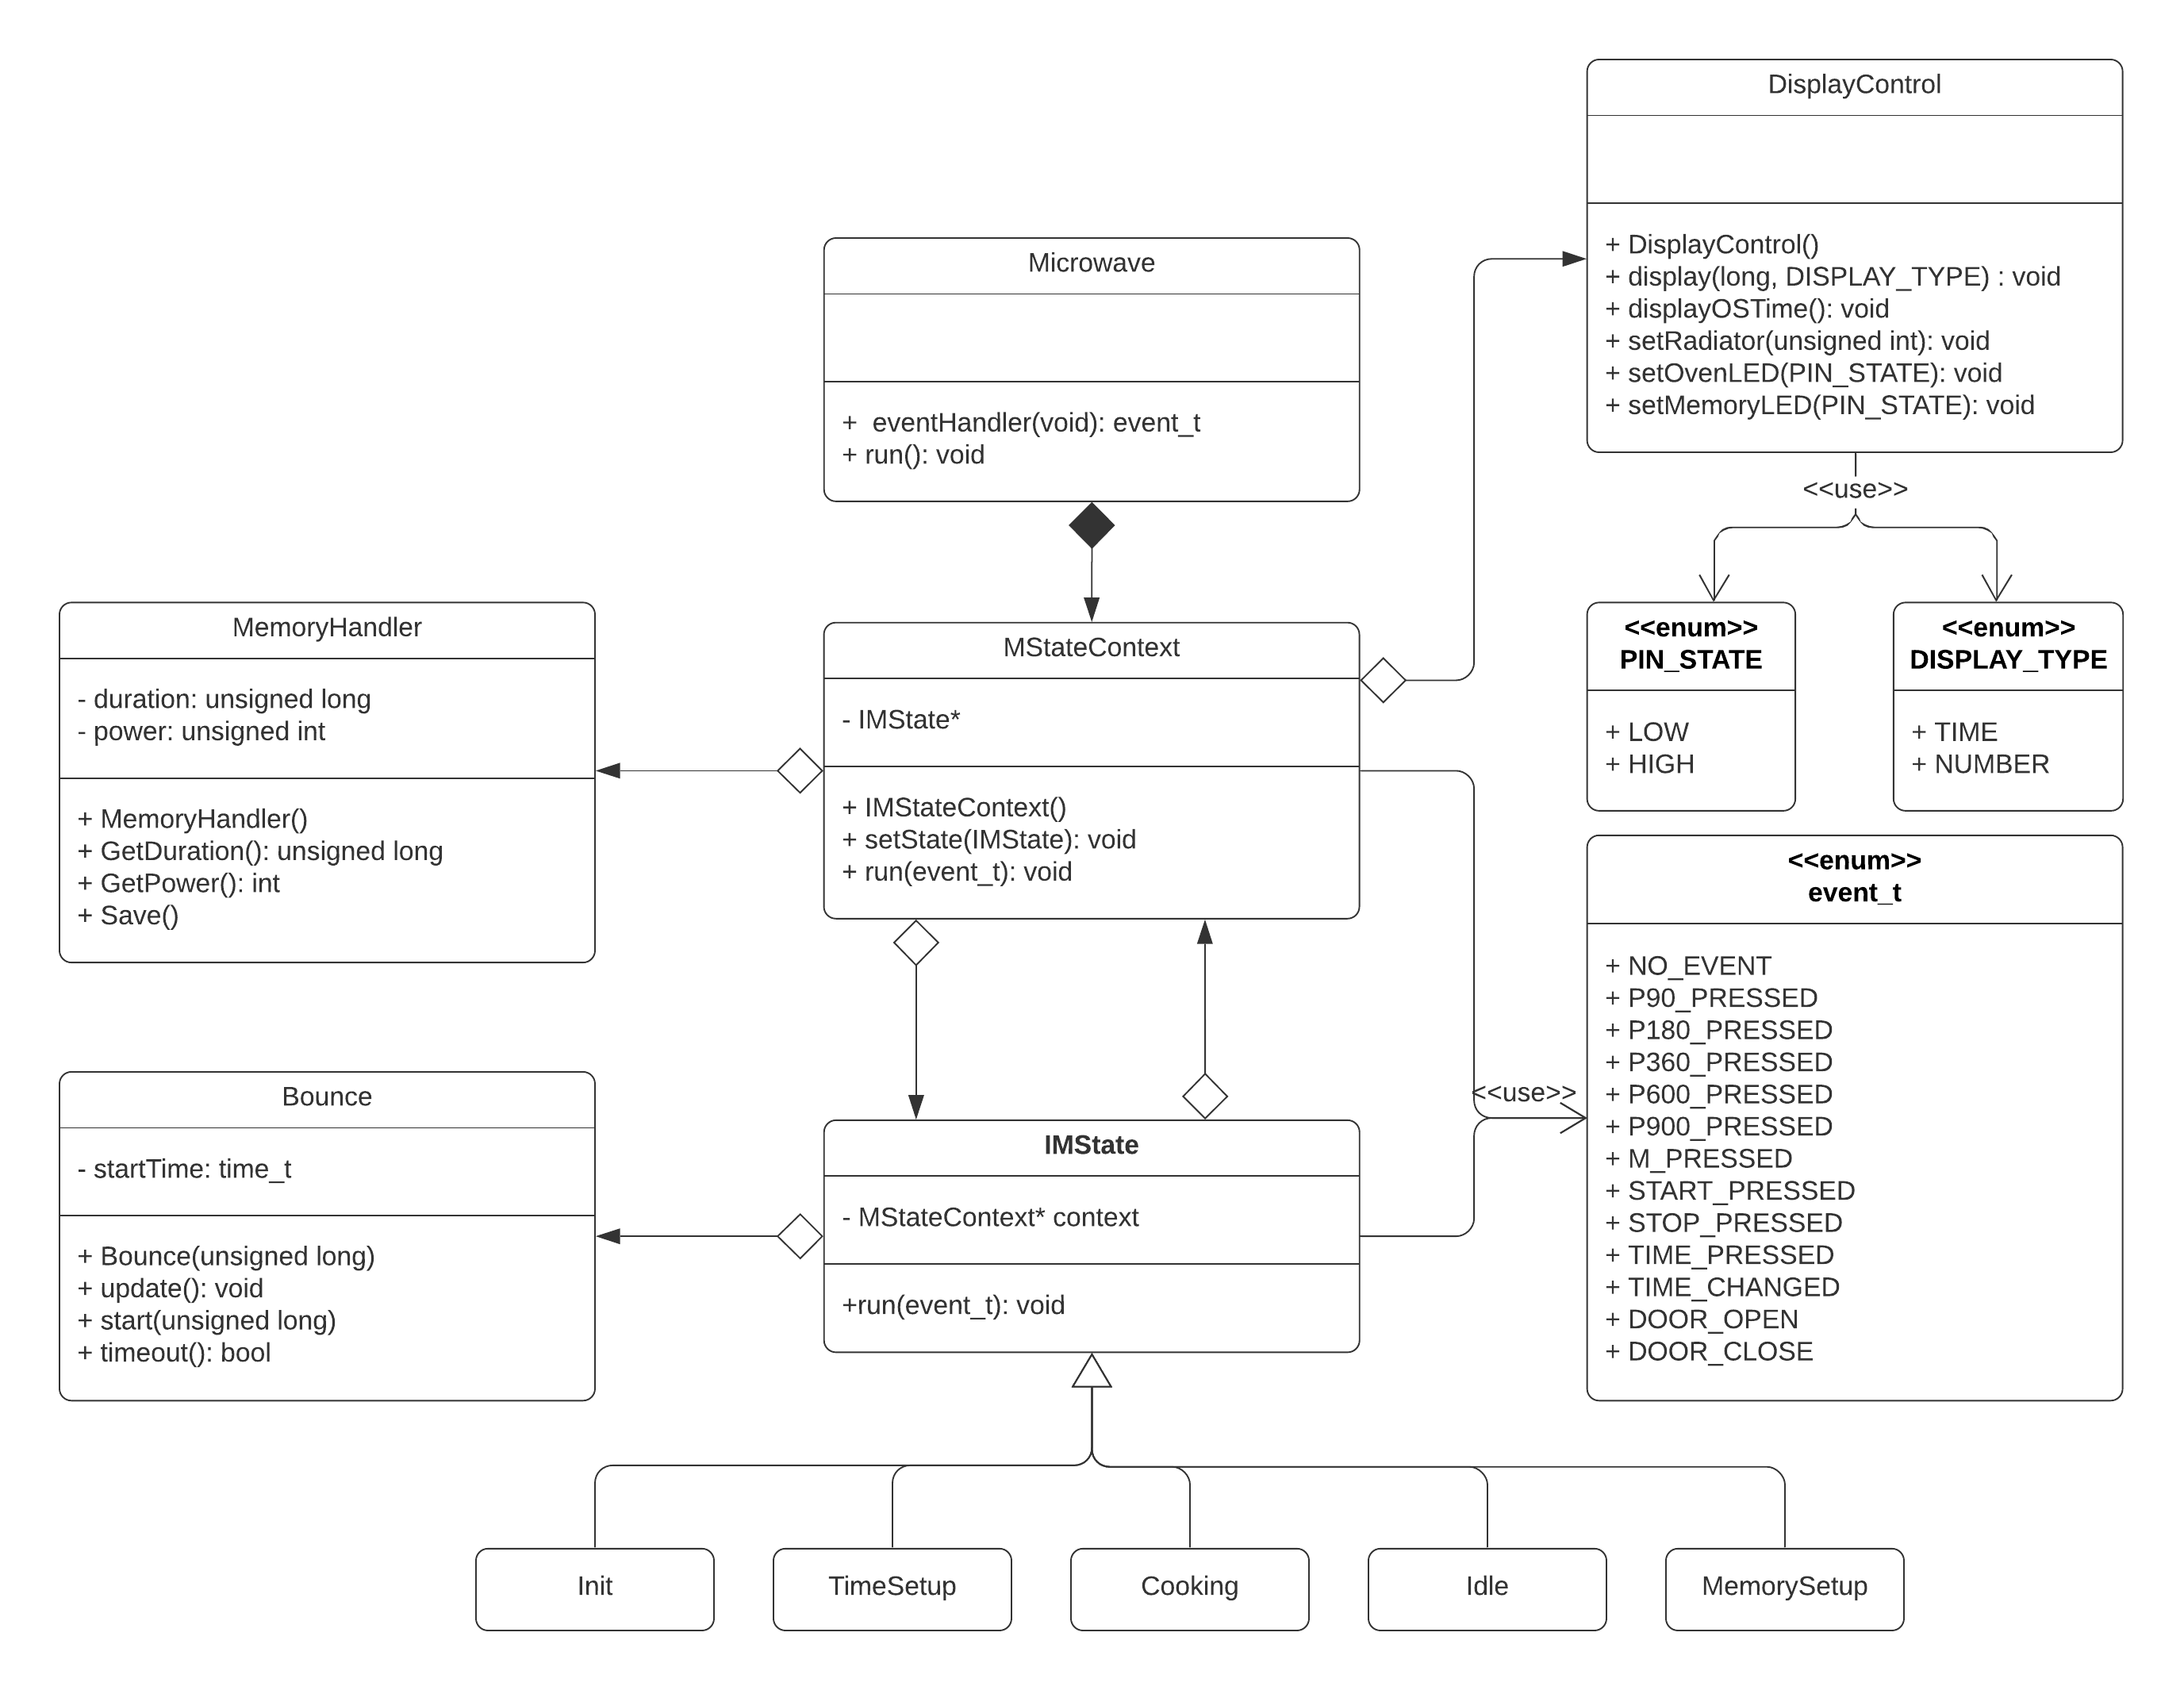 DisplayControl
+ DisplayControl()
+ display(long, DISPLAY_TYPE) : void
+ displayOSTime(): void
+ setRadiator(unsigned int): void
+ setOvenLED(PIN_STATE): void
+ setMemoryLED(PIN_STATE): void
Microwave
+  eventHandler(void): event_t
+ run(): void
<<use>>
MemoryHandler
- duration: unsigned long
- power: unsigned int
+ MemoryHandler()
+ GetDuration(): unsigned long
+ GetPower(): int
+ Save()
MStateContext
- IMState*
+ IMStateContext()
+ setState(IMState): void
+ run(event_t): void
<<enum>>
PIN_STATE
+ LOW
+ HIGH
<<enum>>
DISPLAY_TYPE
+ TIME
+ NUMBER
<<enum>>
event_t
+ NO_EVENT
+ P90_PRESSED
+ P180_PRESSED
+ P360_PRESSED
+ P600_PRESSED
+ P900_PRESSED
+ M_PRESSED
+ START_PRESSED
+ STOP_PRESSED
+ TIME_PRESSED
+ TIME_CHANGED
+ DOOR_OPEN
+ DOOR_CLOSE
<<use>>
Bounce
- startTime: time_t
+ Bounce(unsigned long)
+ update(): void
+ start(unsigned long)
+ timeout(): bool
IMState
- MStateContext* context
+run(event_t): void
Init
TimeSetup
Cooking
Idle
MemorySetup